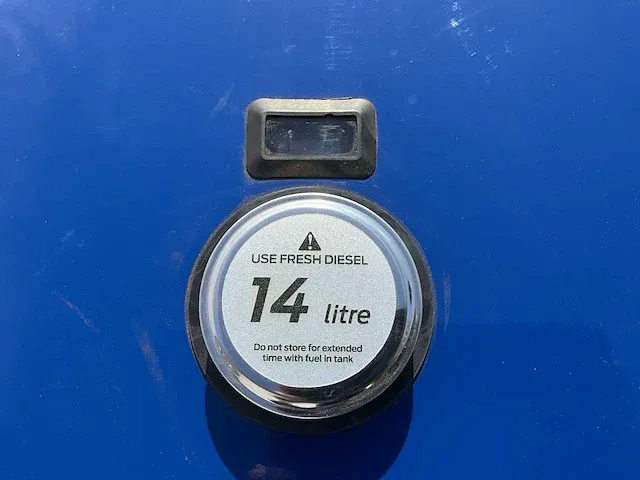 USE FRESH DIESEL
14 litre
Do not store for extended
time with fuel in tank